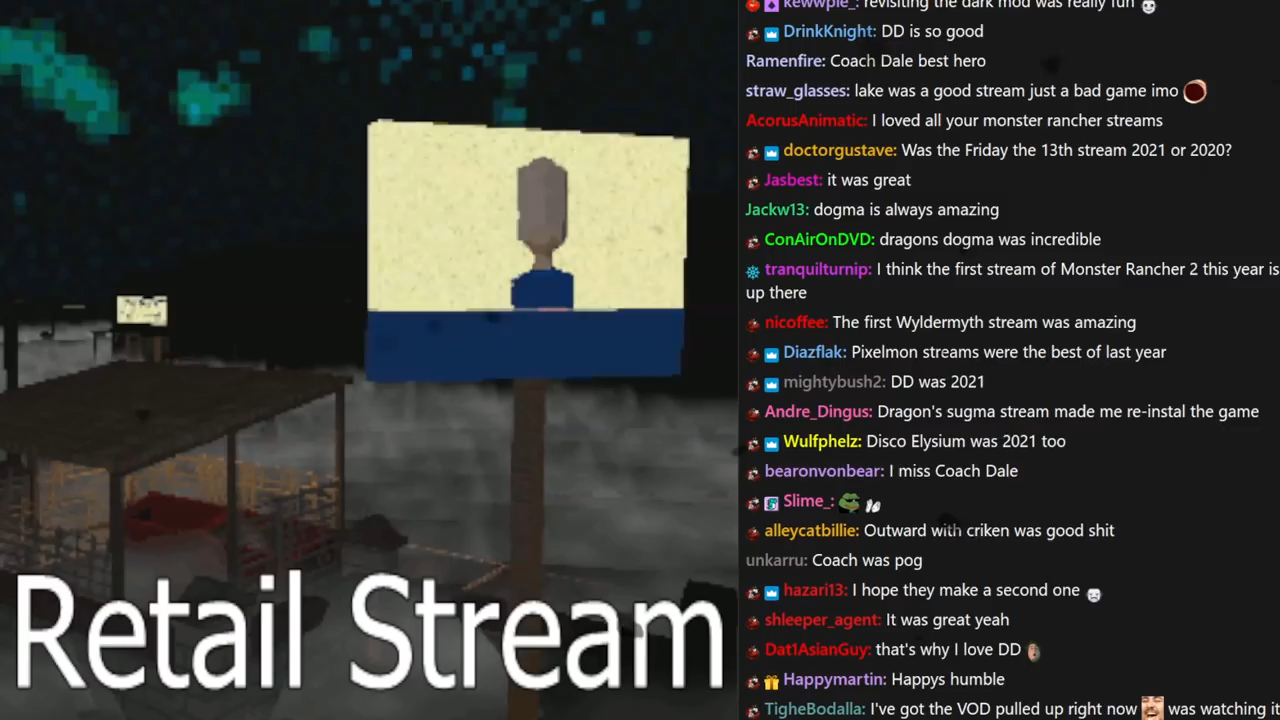 kewwpie_: revisiting the dark mod was really fun
DrinkKnight: DD is so good
Ramenfire: Coach Dale best hero
straw_glasses: lake was a good stream just a bad game imo
AcorusAnimatic: I loved all your monster rancher streams
doctorgustave: Was the Friday the 13th stream 2021 or 2020?
Jasbest: it was great
Jackw13: dogma is always amazing
ConAirOnDVD: dragons dogma was incredible
tranquilturnip: I think the first stream of Monster Rancher 2 this year is
up there
nicoffee: The first Wyldermyth stream was amazing
Diazflak: Pixelmon streams were the best of last year
mightybush2: DD was 2021
Andre_Dingus: Dragon's sugma stream made me re-instal the game
Wulfphelz: Disco Elysium was 2021 too
bearonvonbear: I miss Coach Dale
Slime_:
alleycatbillie: Outward with criken was good shit
unkarru: Coach was pog
hazari13: I hope they make a second one
shleeper_agent: It was great yeah
Dat1AsianGuy: that's why I love DD
Happymartin: Happys humble
TigheBodalla: I've got the VOD pulled up right now was watching it
Retail Stream